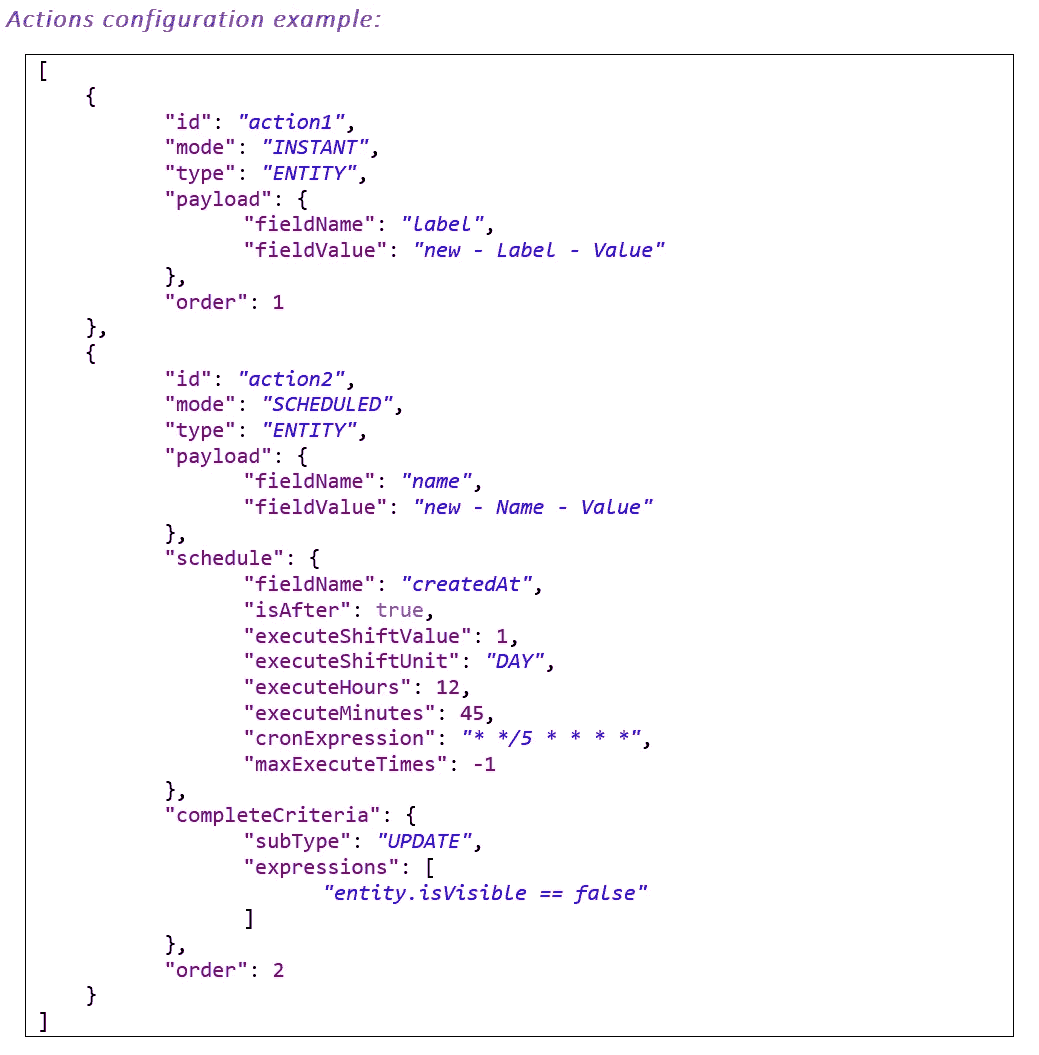 Actions configuration example:
[
{
"id": "action1",
"mode": "INSTANT",
"type": "ENTITY",
"payload": {
"fieldName": "label",
"fieldValue": "new - Label - Value"
},
"order": 1
},
{
"id": "action2",
"mode": "SCHEDULED",
"type": "ENTITY",
"payload": {
"fieldName": "name",
"fieldValue": "new - Name - Value"
},
"schedule": {
"fieldName": "createdAt",
"isAfter": true,
"executeShiftValue": 1,
"executeShiftUnit": "DAY",
"executeHours": 12,
"executeMinutes": 45,
"cronExpression": "* */5 * * * *",
"maxExecuteTimes": -1
},
"completeCriteria": {
"subType": "UPDATE",
"expressions": [
"entity.isVisible == false"
]
},
"order": 2
}
]